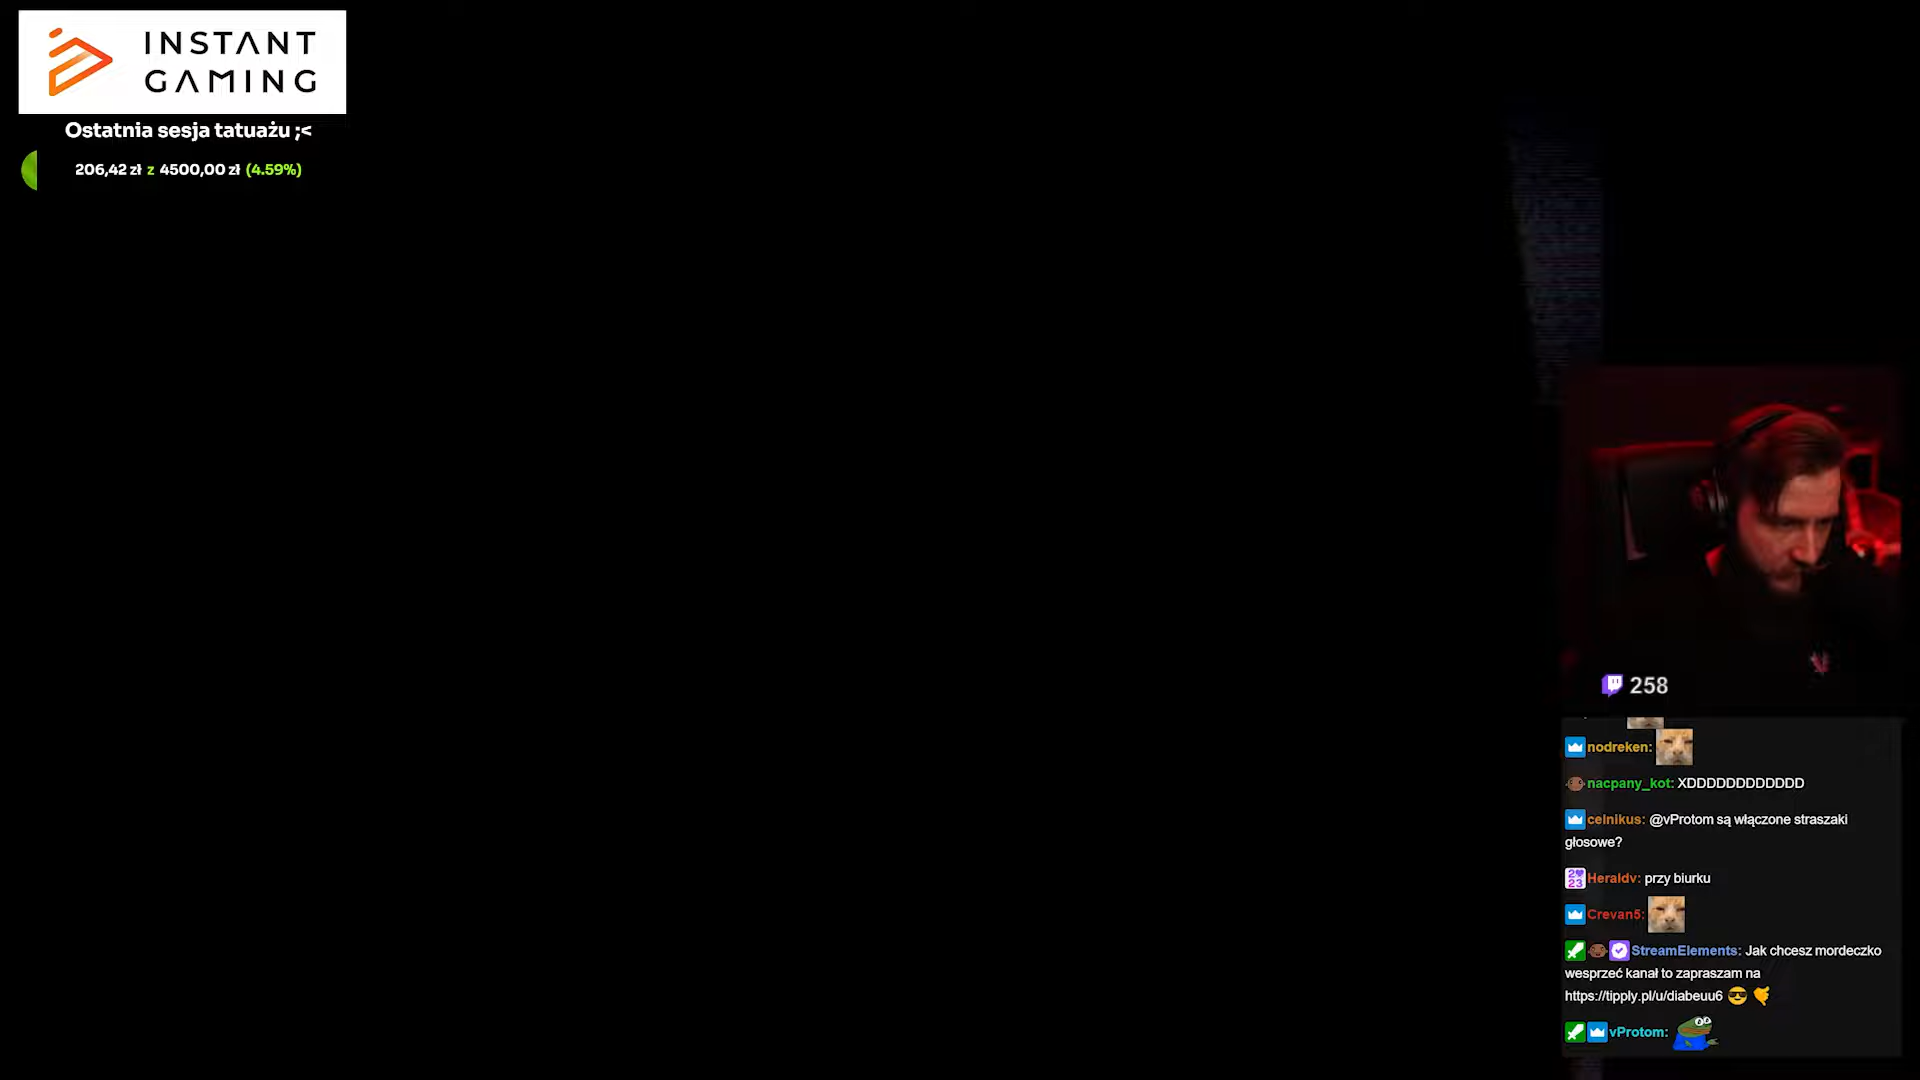 INSTANT
GAMING
Ostatnia sesja tatuażu ;<
206,42 zł z 4500,00 zł (4.59%)
258
nodreken:
nacpany_kot: XDDDDDDDDDDDD
celnikus: @vProtom są włączone straszaki
głosowe?
Heraldv: przy biurku
Crevan5:
StreamElements: Jak chcesz mordeczko
wesprzeć kanał to zapraszam na
https://tipply.pl/u/diabeuu6
vProtom: